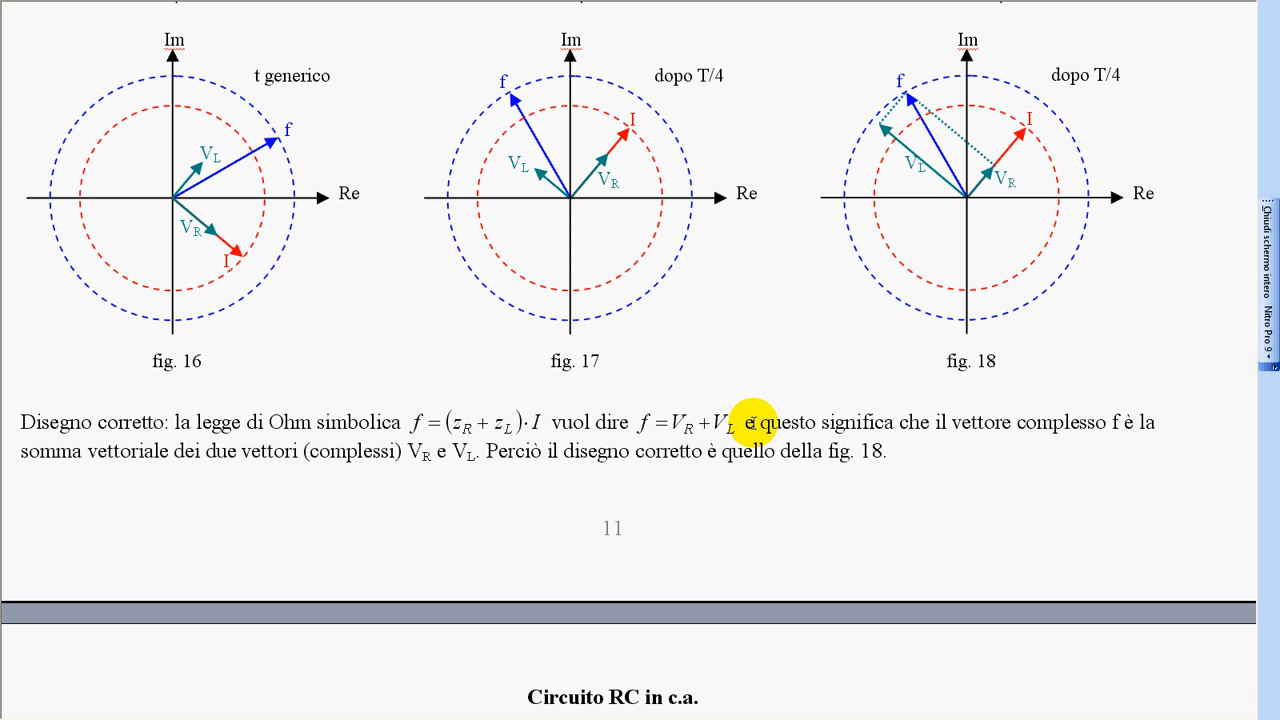 Im
t generico
f
V_L
Re
V_R
I
fig. 16
Im
dopo T/4
f
I
V_L
V_R
Re
fig. 17
Im
dopo T/4
f
I
V_L
V_R
Re
fig. 18
Disegno corretto: la legge di Ohm simbolica f = (z_R + z_L)·I vuol dire f = V_R + V_L e questo significa che il vettore complesso f è la
somma vettoriale dei due vettori (complessi) V_R e V_L. Perciò il disegno corretto è quello della fig. 18.
11
Circuito RC in c.a.
Chiudi schermo intero
Nitro Pro 9